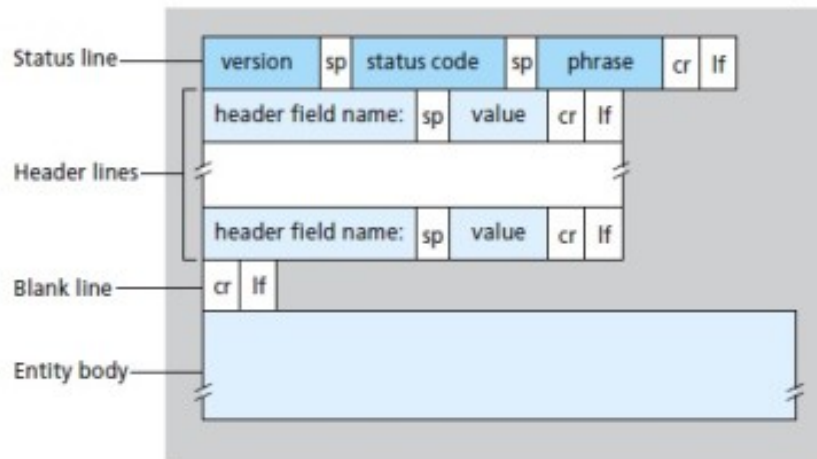 Status line version sp status code sp phrase cr lf
header field name: sp value cr lf
Header lines
header field name: sp value cr lf
Blank line cr lf
Entity body